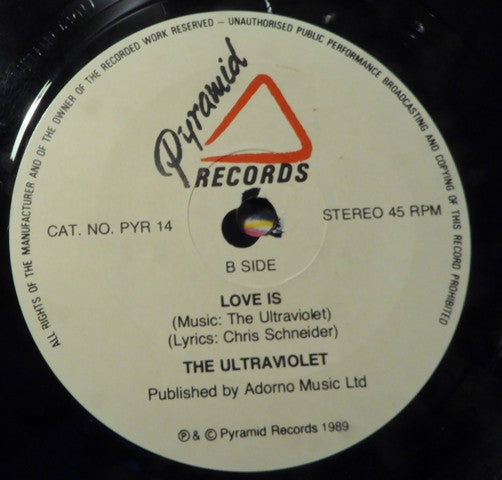 ALL RIGHTS OF THE MANUFACTURER AND OF THE OWNER OF THE RECORDED WORK RESERVED – UNAUTHORISED PUBLIC PERFORMANCE BROADCASTING AND COPYING OF THIS RECORD PROHIBITED
Pyramid
RECORDS
CAT. NO. PYR 14
STEREO 45 RPM
B SIDE
LOVE IS
(Music: The Ultraviolet)
(Lyrics: Chris Schneider)
THE ULTRAVIOLET
Published by Adorno Music Ltd
℗ & © Pyramid Records 1989